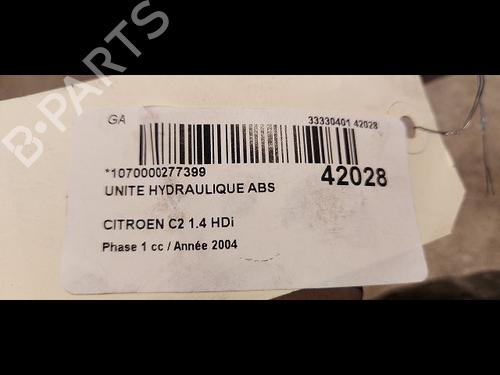 B-PARTS
GA
33330401 42028
*1070000277399
42028
UNITE HYDRAULIQUE ABS
CITROEN C2 1.4 HDi
Phase 1 cc / Année 2004